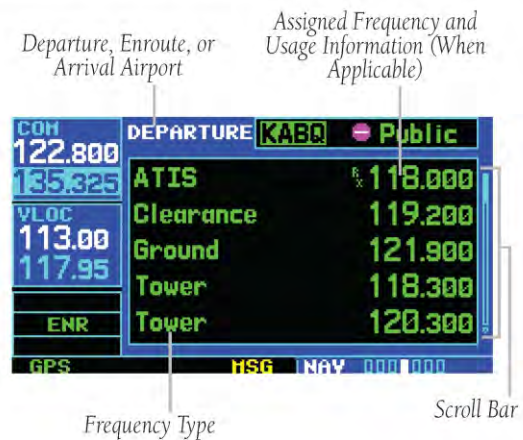 Departure, Enroute, or
Arrival Airport
Assigned Frequency and
Usage Information (When
Applicable)
COM
122.800
135.325
VLOC
113.00
117.95
ENR
GPS
DEPARTURE KABQ Public
ATIS Rx 118.000
Clearance 119.200
Ground 121.900
Tower 118.300
Tower 120.300
MSG NAV
Frequency Type
Scroll Bar